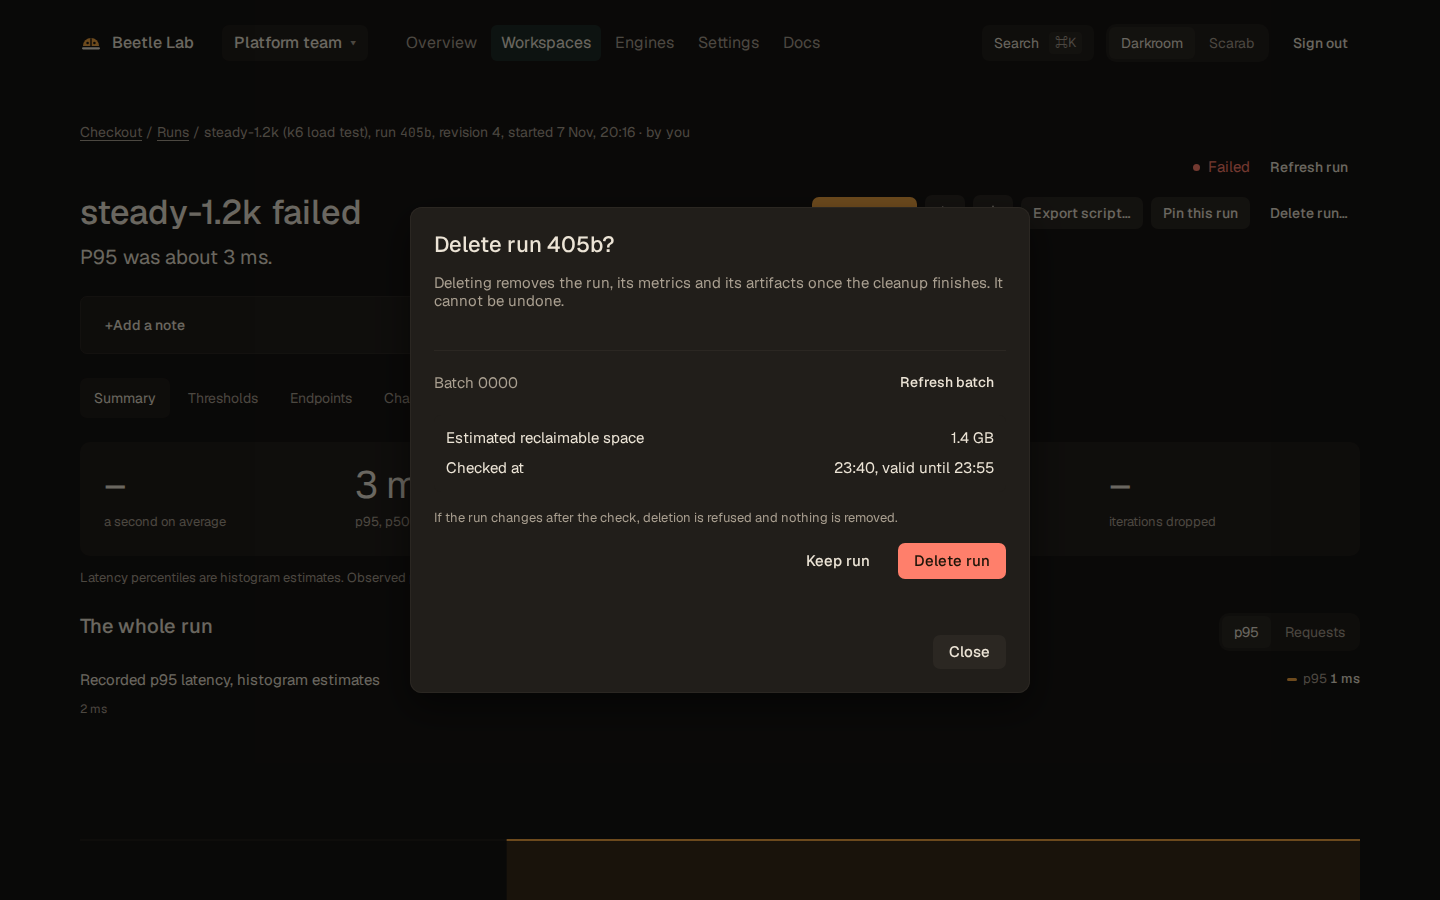 Beetle Lab Platform team Overview Workspaces Engines Settings Docs Search ⌘K Darkroom Scarab Sign out
Checkout / Runs / steady-1.2k (k6 load test), run 405b, revision 4, started 7 Nov, 20:16 · by you
Failed Refresh run
steady-1.2k failed
Export script... Pin this run Delete run...
P95 was about 3 ms.
+Add a note
Summary Thresholds Endpoints Cha
–
a second on average
3 m
p95, p50
–
iterations dropped
Latency percentiles are histogram estimates. Observed
The whole run
p95 Requests
Recorded p95 latency, histogram estimates
p95 1 ms
2 ms
Delete run 405b?
Deleting removes the run, its metrics and its artifacts once the cleanup finishes. It
cannot be undone.
Batch 0000 Refresh batch
Estimated reclaimable space 1.4 GB
Checked at 23:40, valid until 23:55
If the run changes after the check, deletion is refused and nothing is removed.
Keep run Delete run
Close